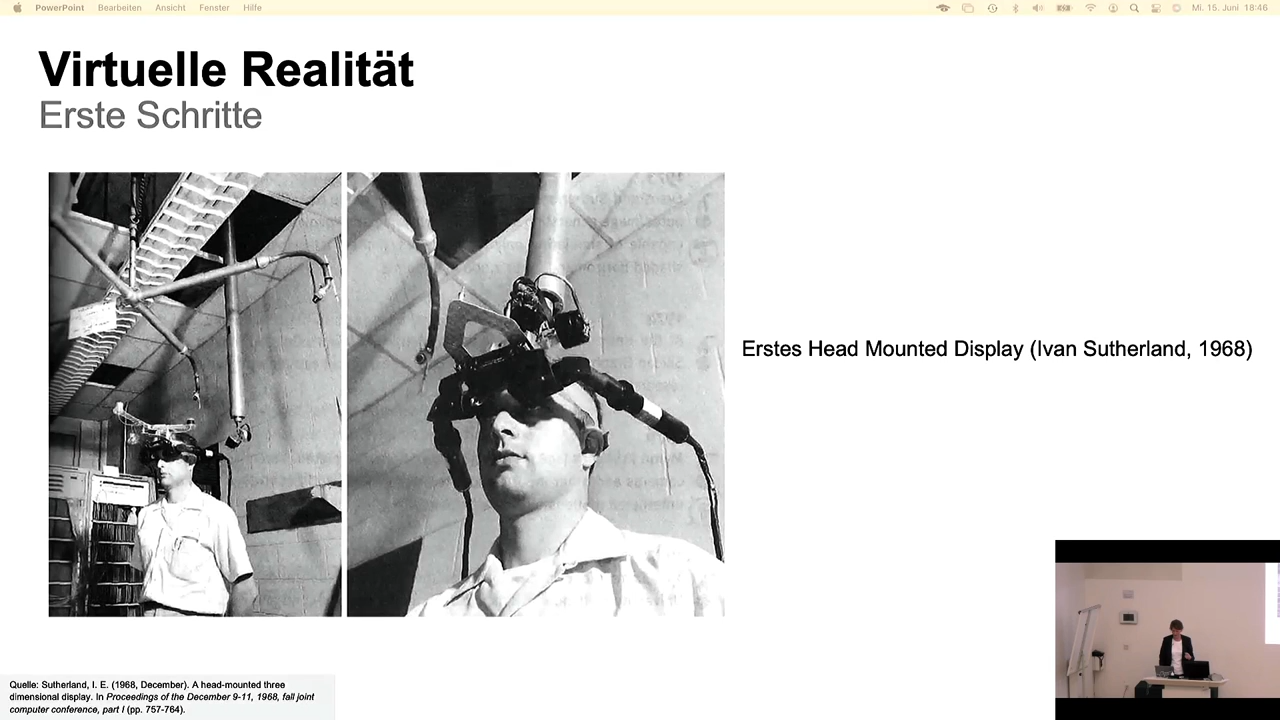 PowerPoint Bearbeiten Ansicht Fenster Hilfe
Mi. 15. Juni 18:46
Virtuelle Realität
Erste Schritte
Erstes Head Mounted Display (Ivan Sutherland, 1968)
Quelle: Sutherland, I. E. (1968, December). A head-mounted three
dimensional display. In Proceedings of the December 9-11, 1968, fall joint
computer conference, part I (pp. 757-764).